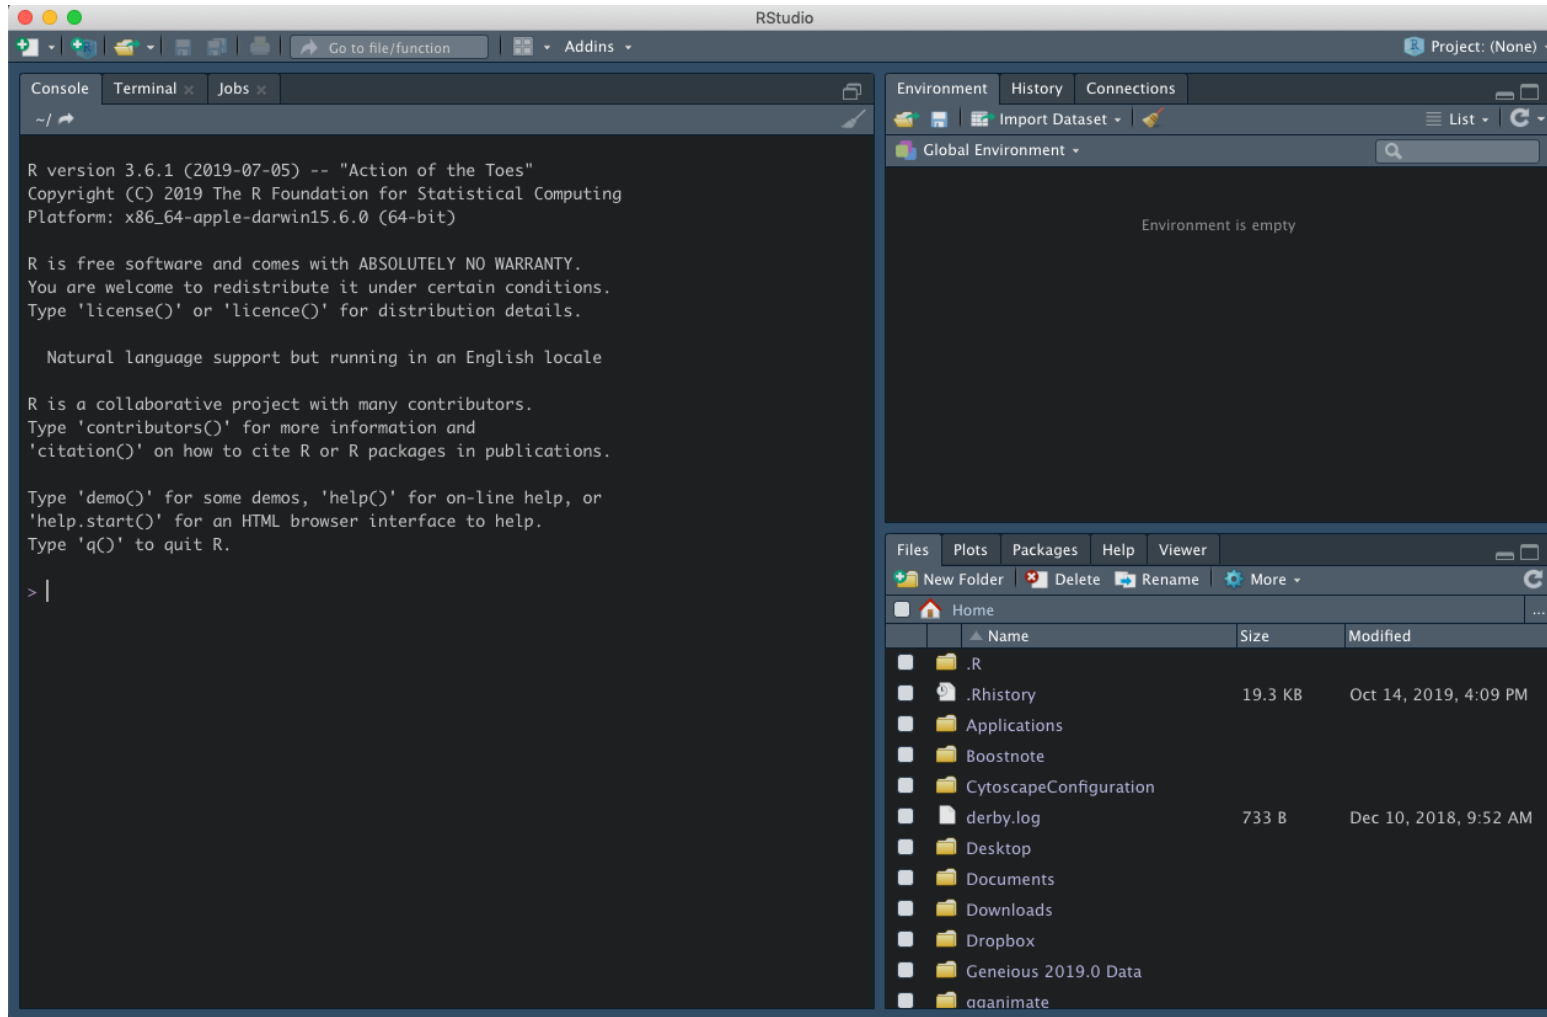 RStudio
Go to file/function
Addins
Project: (None)
Console Terminal Jobs
~/
R version 3.6.1 (2019-07-05) -- "Action of the Toes"
Copyright (C) 2019 The R Foundation for Statistical Computing
Platform: x86_64-apple-darwin15.6.0 (64-bit)
R is free software and comes with ABSOLUTELY NO WARRANTY.
You are welcome to redistribute it under certain conditions.
Type 'license()' or 'licence()' for distribution details.
Natural language support but running in an English locale
R is a collaborative project with many contributors.
Type 'contributors()' for more information and
'citation()' on how to cite R or R packages in publications.
Type 'demo()' for some demos, 'help()' for on-line help, or
'help.start()' for an HTML browser interface to help.
Type 'q()' to quit R.
>
Environment History Connections
Import Dataset
List
Global Environment
Environment is empty
Files Plots Packages Help Viewer
New Folder Delete Rename More
Home ...
Name Size Modified
.R
.Rhistory 19.3 KB Oct 14, 2019, 4:09 PM
Applications
Boostnote
CytoscapeConfiguration
derby.log 733 B Dec 10, 2018, 9:52 AM
Desktop
Documents
Downloads
Dropbox
Geneious 2019.0 Data
gganimate